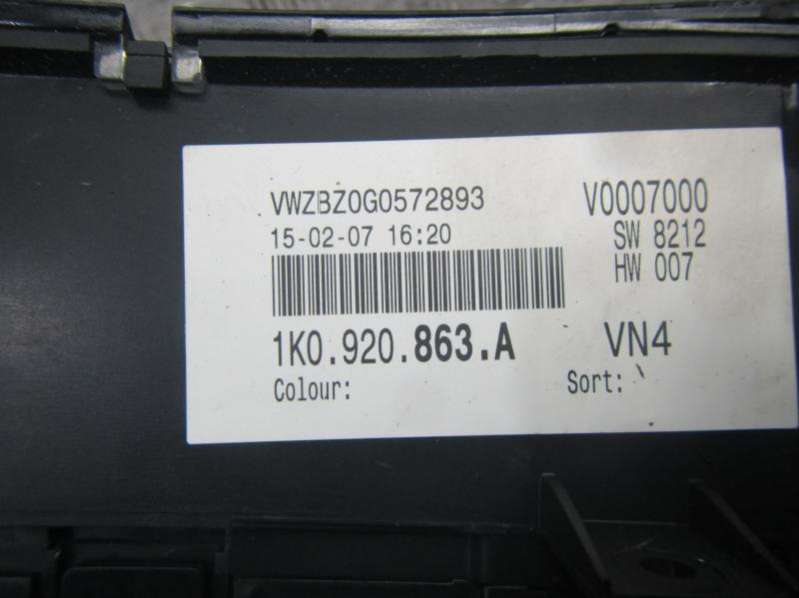 VWZBZ0G0572893 V0007000
15-02-07 16:20 SW 8212
HW 007
1K0.920.863.A VN4
Colour: Sort: